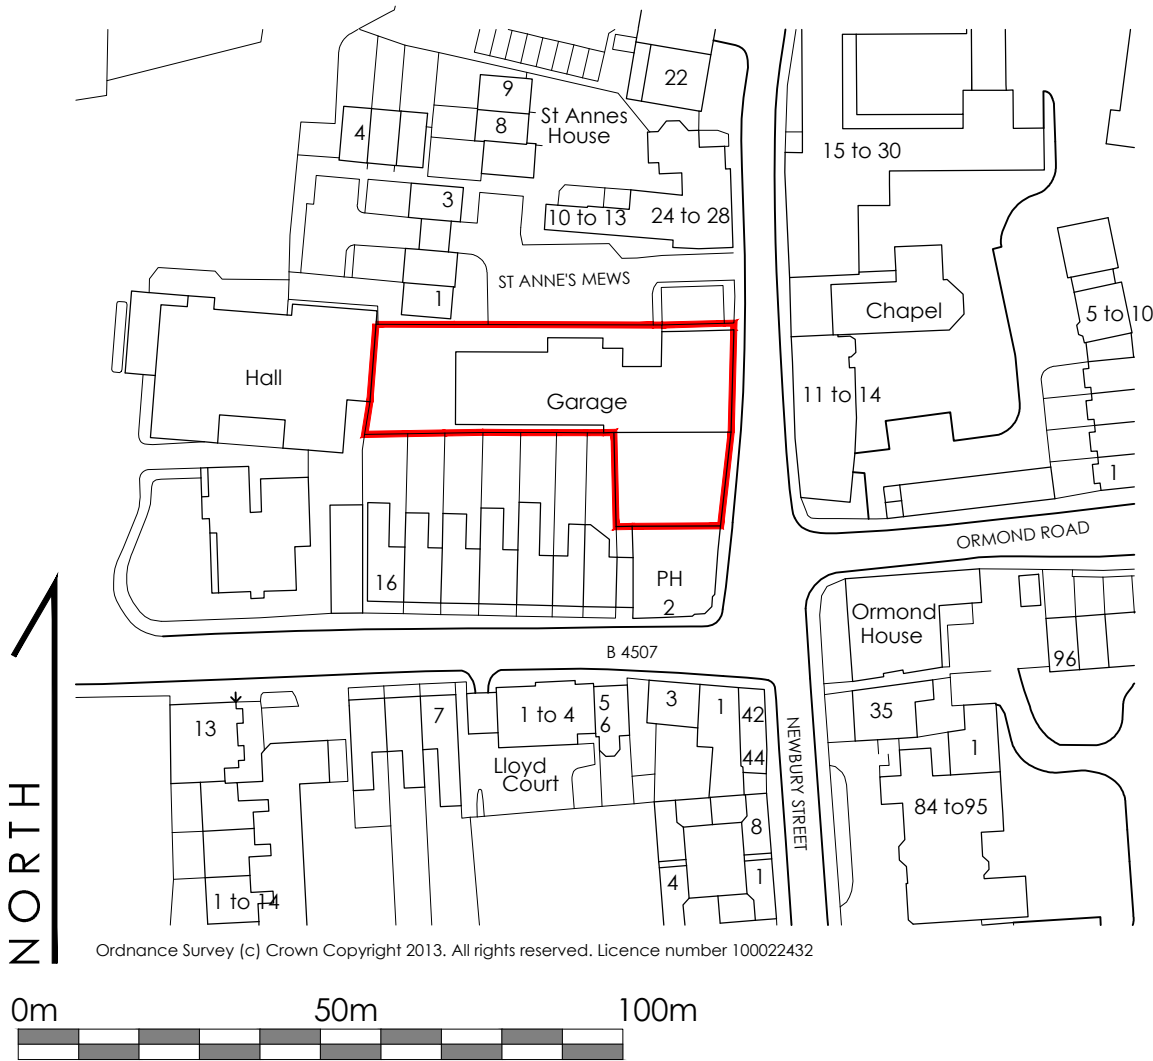 22
9
St Annes
8
House
4
15 to 30
3
10 to 13
24 to 28
ST ANNE'S MEWS
1
Chapel
5 to 10
Hall
11 to 14
Garage
1
ORMOND ROAD
16
PH
2
Ormond
House
B 4507
96
13
7
1 to 4
5
6
3
1
42
35
44
NEWBURY STREET
1
Lloyd
Court
84 to95
8
4
1
1 to 14
NORTH
Ordnance Survey (c) Crown Copyright 2013. All rights reserved. Licence number 100022432
0m 50m 100m